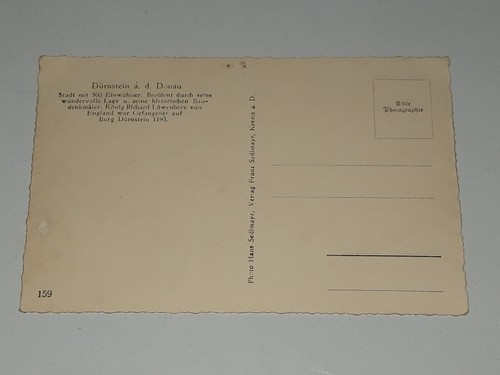 Dürnstein a. d. Donau
Stadt mit 900 Einwohner. Berühmt durch seine
wundervolle Lage u. seine historischen Bau-
denkmäler. König Richard Löwenherz von
England war Gefangener auf
Burg Dürnstein 1193.
Photo Hans Sedlmayr, Verlag Franz Sedlmayr, Krems a. D.
Echte
Photographie
159